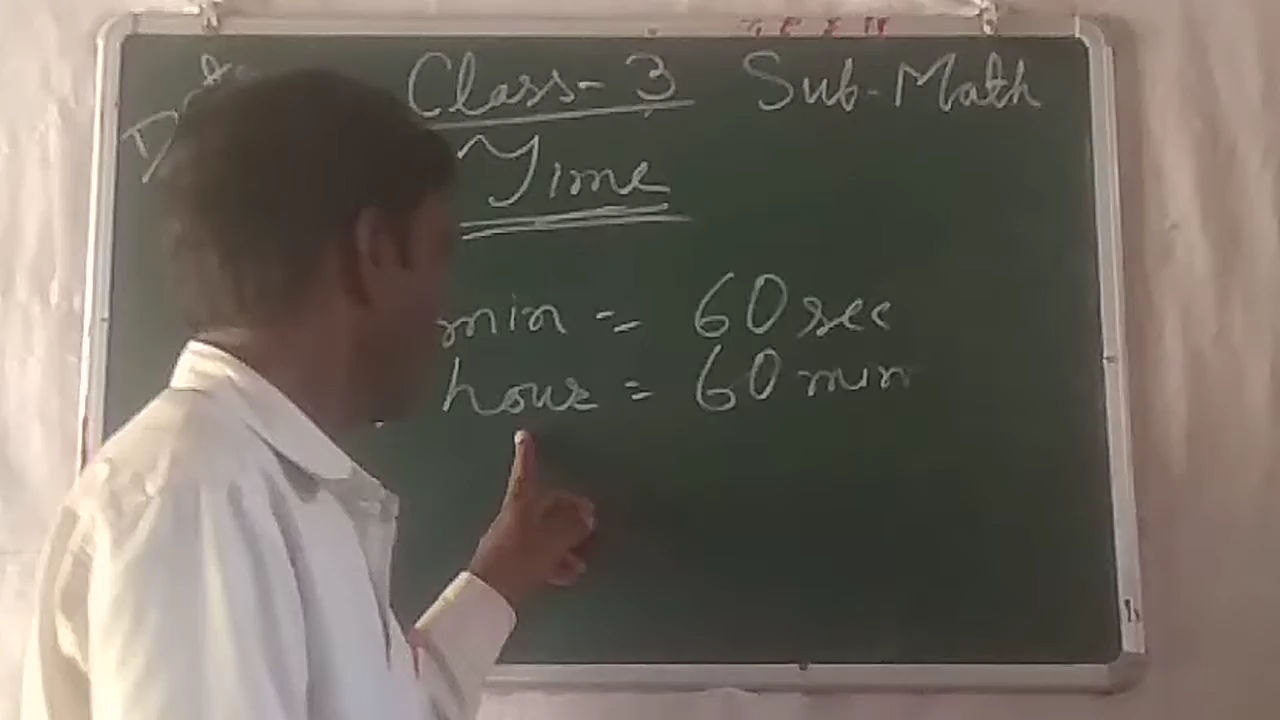 Class-3 Sub-Math
Time
min = 60 sec
hour = 60 min